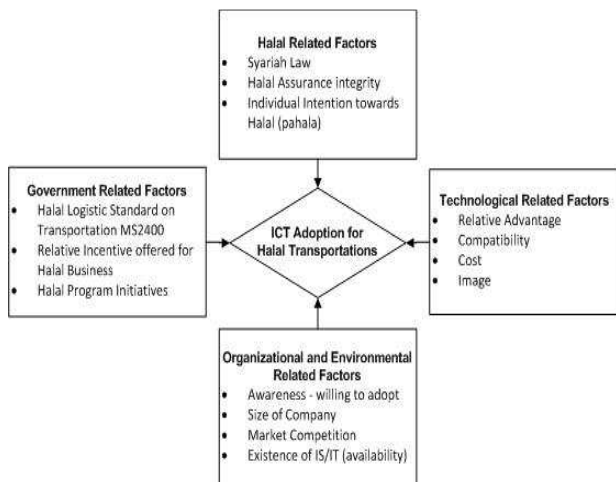 Halal Related Factors
• Syariah Law
• Halal Assurance integrity
• Individual Intention towards
Halal (pahala)
Government Related Factors
• Halal Logistic Standard on
Transportation MS2400
• Relative Incentive offered for
Halal Business
• Halal Program Initiatives
ICT Adoption for
Halal Transportations
Technological Related Factors
• Relative Advantage
• Compatibility
• Cost
• Image
Organizational and Environmental
Related Factors
• Awareness - willing to adopt
• Size of Company
• Market Competition
• Existence of IS/IT (availability)